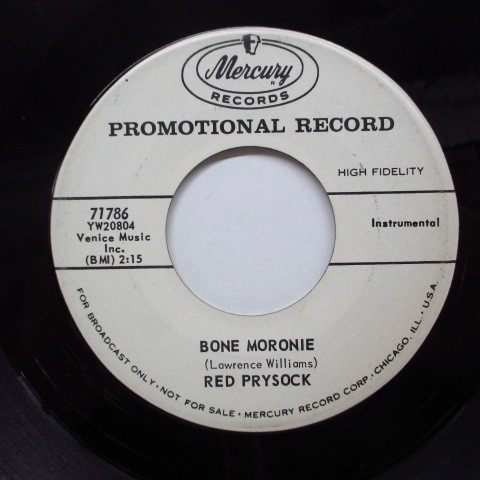 Mercury
RECORDS
PROMOTIONAL RECORD
HIGH FIDELITY
71786
YW20804
Venice Music
Inc.
(BMI) 2:15
Instrumental
BONE MORONIE
(Lawrence Williams)
RED PRYSOCK
FOR BROADCAST ONLY • NOT FOR SALE • MERCURY RECORD CORP • CHICAGO, ILL. • U.S.A.